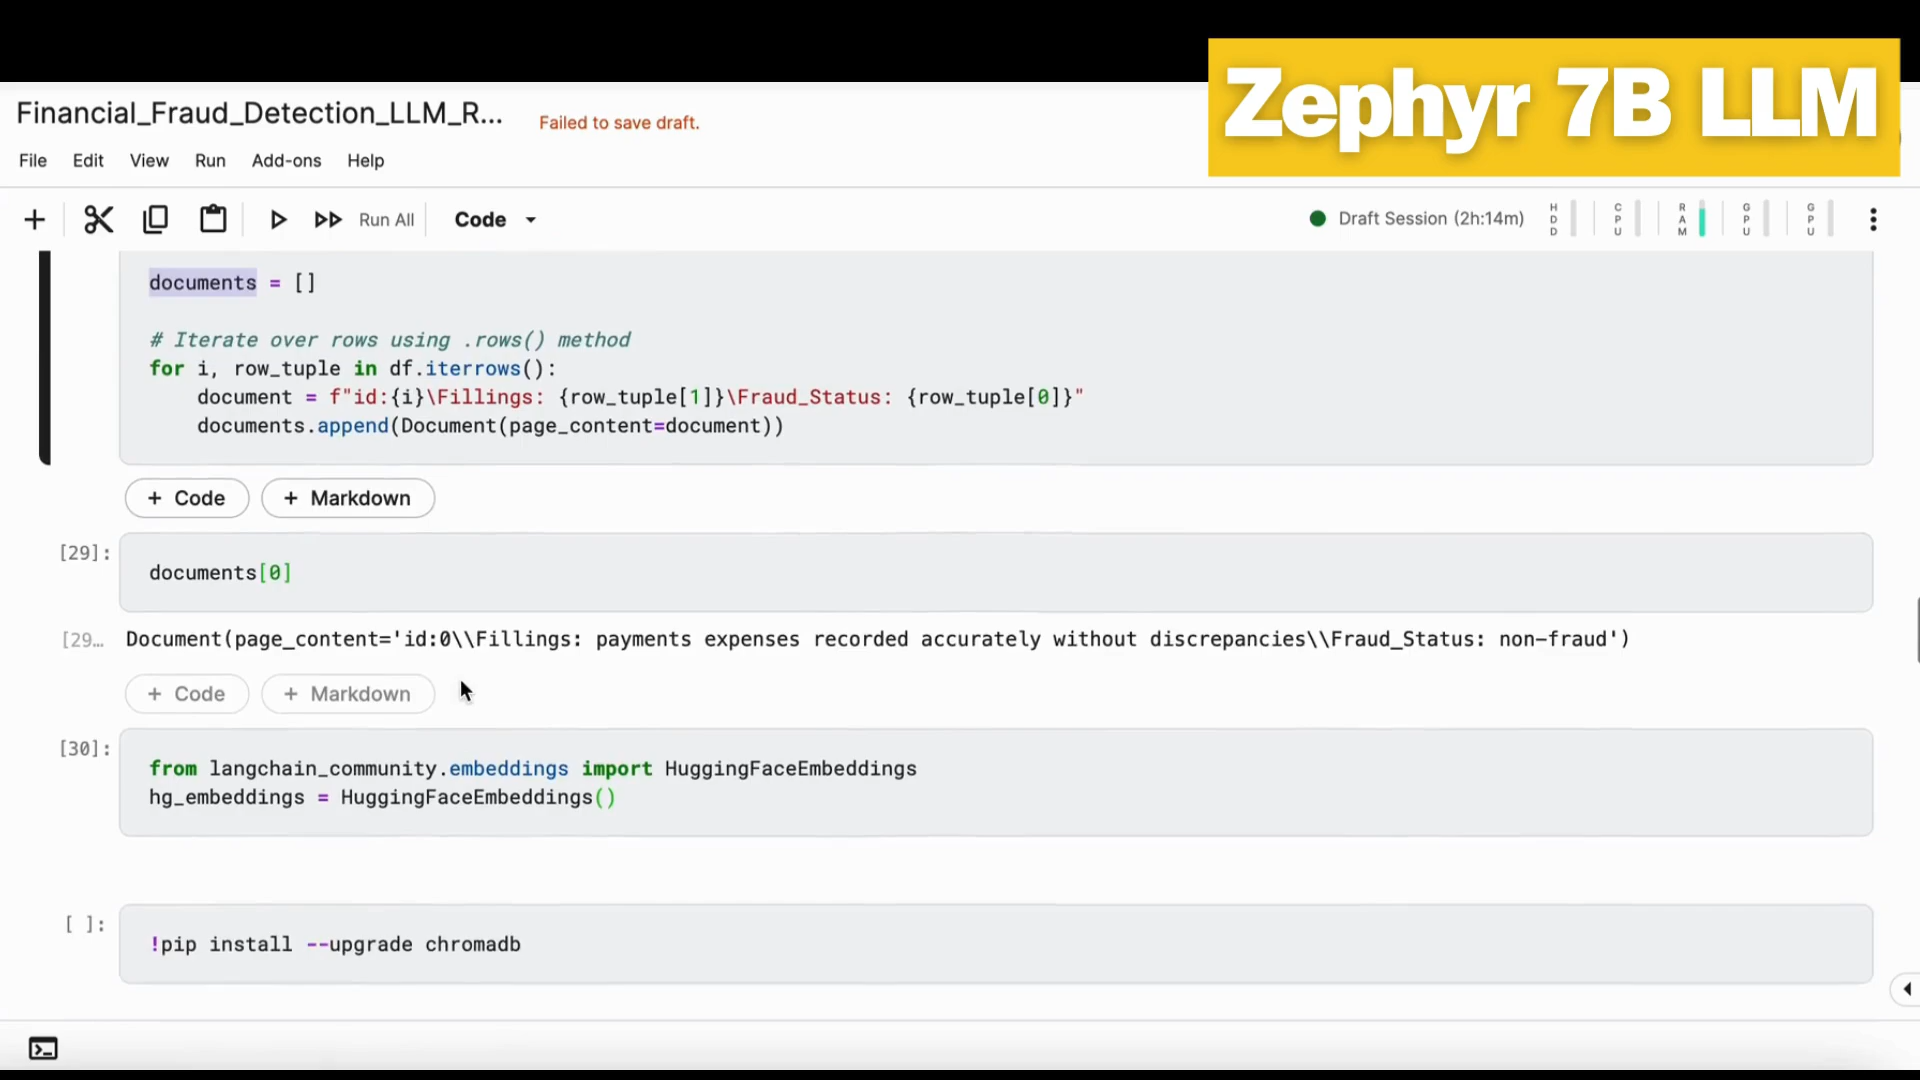 Zephyr 7B LLM
Financial_Fraud_Detection_LLM_R...
Failed to save draft.
File Edit View Run Add-ons Help
Run All Code
Draft Session (2h:14m)
HDD CPU RAM GPU GPU
documents = []
# Iterate over rows using .rows() method
for i, row_tuple in df.iterrows():
    document = f"id:{i}\Fillings: {row_tuple[1]}\Fraud_Status: {row_tuple[0]}"
    documents.append(Document(page_content=document))
+ Code + Markdown
[29]:
documents[0]
[29… Document(page_content='id:0\\Fillings: payments expenses recorded accurately without discrepancies\\Fraud_Status: non-fraud')
+ Code + Markdown
[30]:
from langchain_community.embeddings import HuggingFaceEmbeddings
hg_embeddings = HuggingFaceEmbeddings()
[ ]:
!pip install --upgrade chromadb